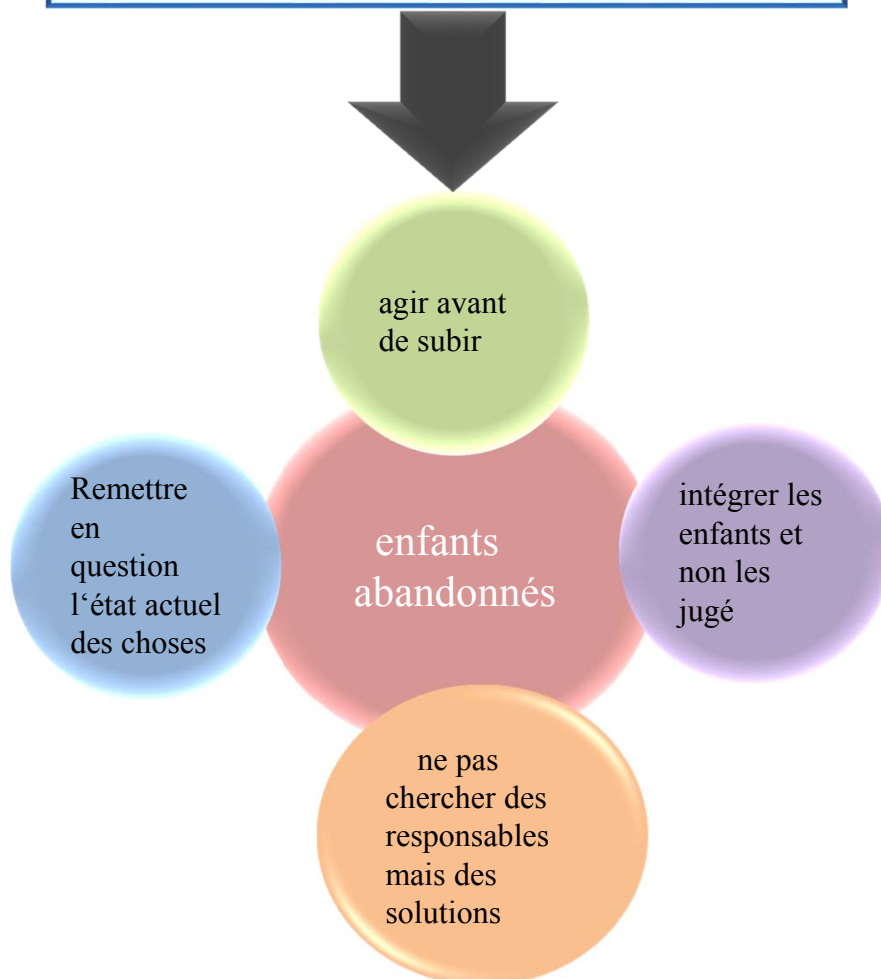 agir avant
de subir
Remettre
en
question
l‘état actuel
des choses
enfants
abandonnés
intégrer les
enfants et
non les
jugé
ne pas
chercher des
responsables
mais des
solutions